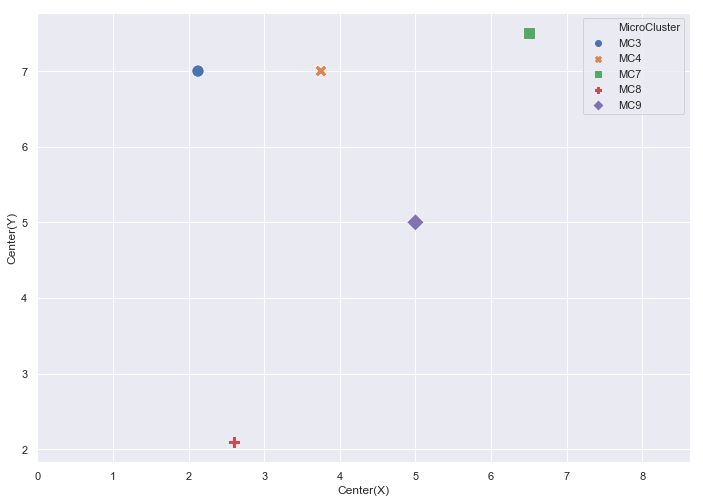 MicroCluster
MC3
MC4
MC7
MC8
MC9
7
6
5
4
3
2
Center(Y)
0 1 2 3 4 5 6 7 8
Center(X)